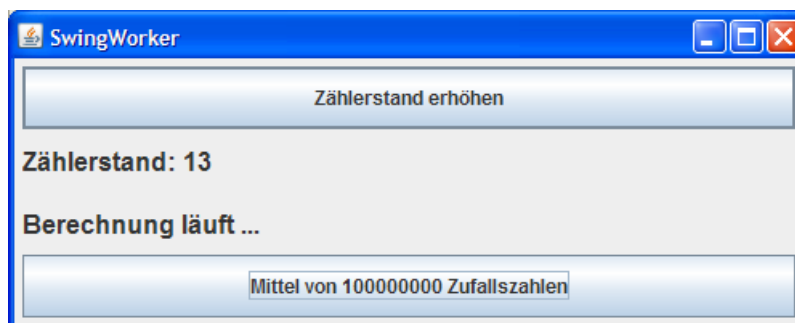 SwingWorker
Zählerstand erhöhen
Zählerstand: 13
Berechnung läuft ...
Mittel von 100000000 Zufallszahlen